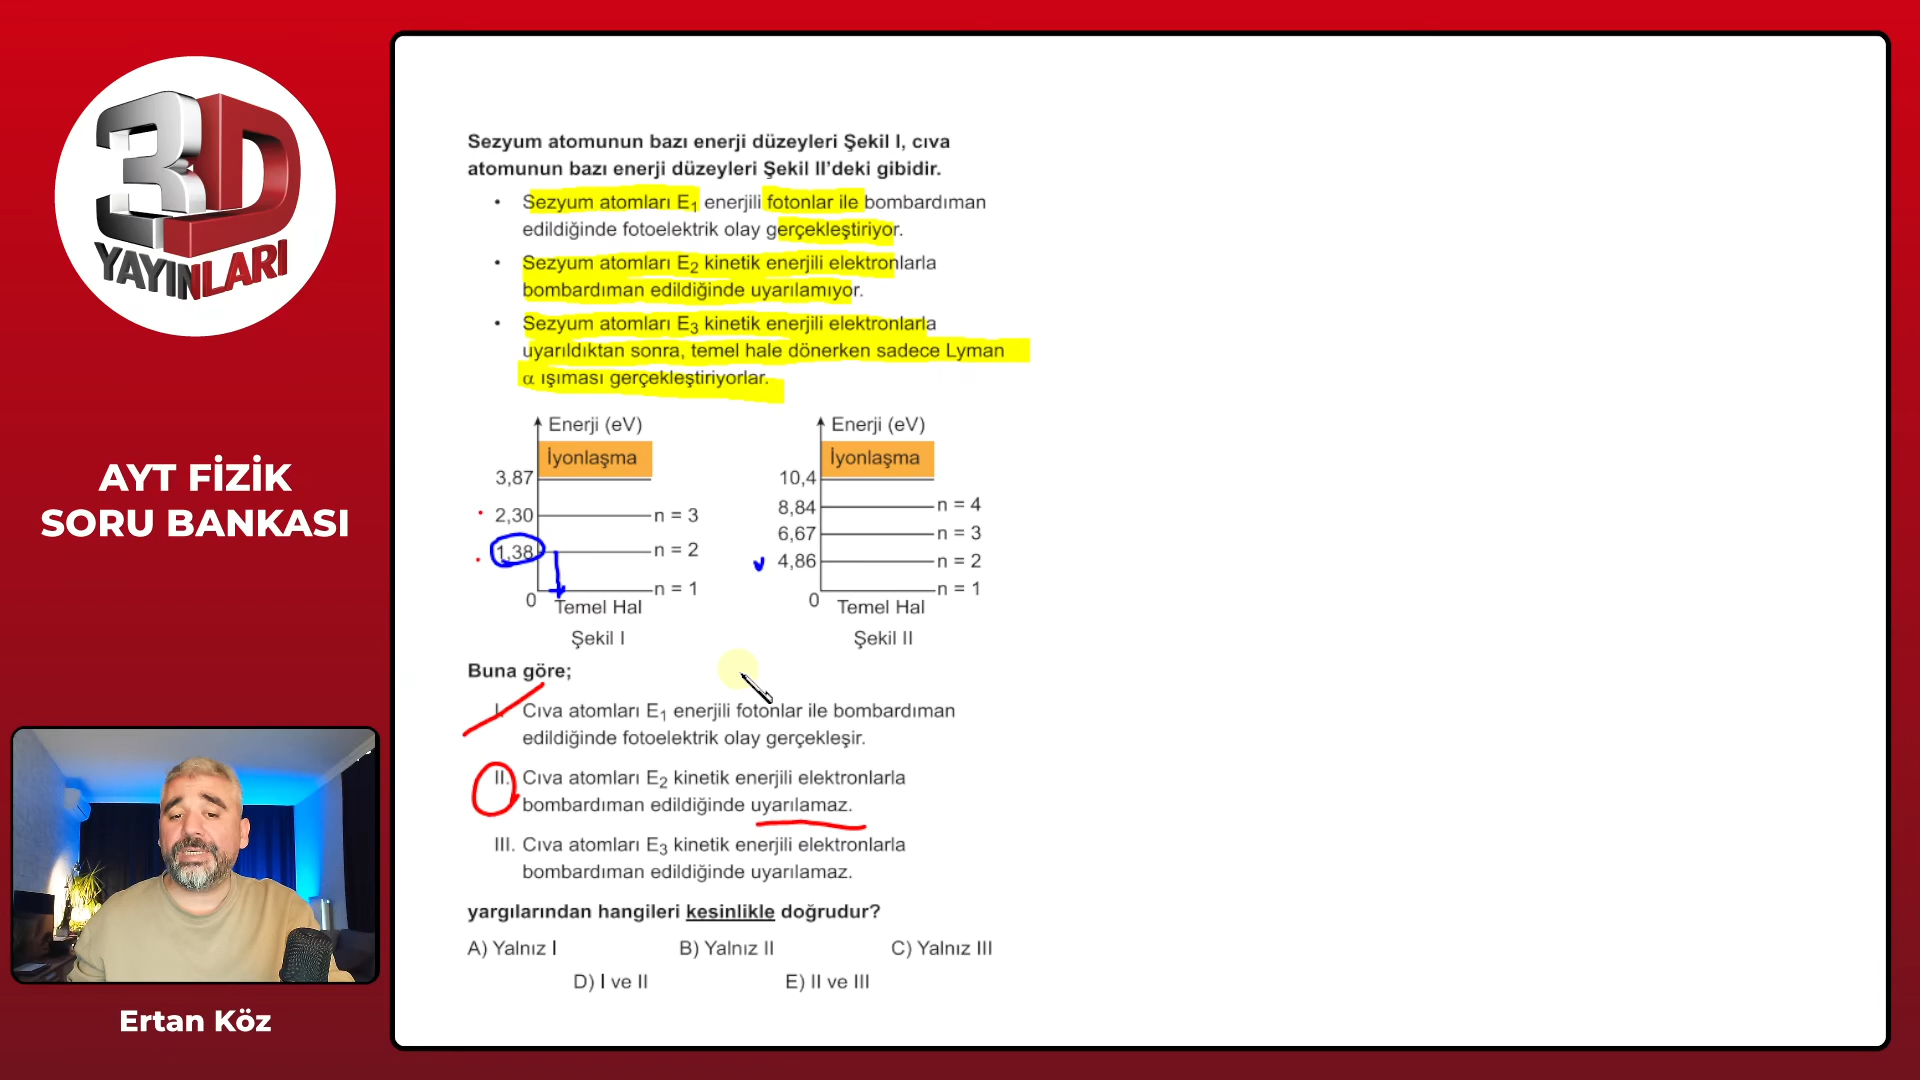 3D
YAYINLARI
AYT FİZİK
SORU BANKASI
Ertan Köz
Sezyum atomunun bazı enerji düzeyleri Şekil I, cıva
atomunun bazı enerji düzeyleri Şekil II'deki gibidir.
• Sezyum atomları E₁ enerjili fotonlar ile bombardıman
edildiğinde fotoelektrik olay gerçekleştiriyor.
• Sezyum atomları E₂ kinetik enerjili elektronlarla
bombardıman edildiğinde uyarılamıyor.
• Sezyum atomları E₃ kinetik enerjili elektronlarla
uyarıldıktan sonra, temel hale dönerken sadece Lyman
α ışıması gerçekleştiriyorlar.
Enerji (eV)
İyonlaşma
3,87
2,30 n = 3
1,38 n = 2
n = 1
0 Temel Hal
Şekil I
Enerji (eV)
İyonlaşma
10,4
8,84 n = 4
6,67 n = 3
4,86 n = 2
n = 1
0 Temel Hal
Şekil II
Buna göre;
I. Cıva atomları E₁ enerjili fotonlar ile bombardıman
edildiğinde fotoelektrik olay gerçekleşir.
II. Cıva atomları E₂ kinetik enerjili elektronlarla
bombardıman edildiğinde uyarılamaz.
III. Cıva atomları E₃ kinetik enerjili elektronlarla
bombardıman edildiğinde uyarılamaz.
yargılarından hangileri kesinlikle doğrudur?
A) Yalnız I B) Yalnız II C) Yalnız III
D) I ve II E) II ve III